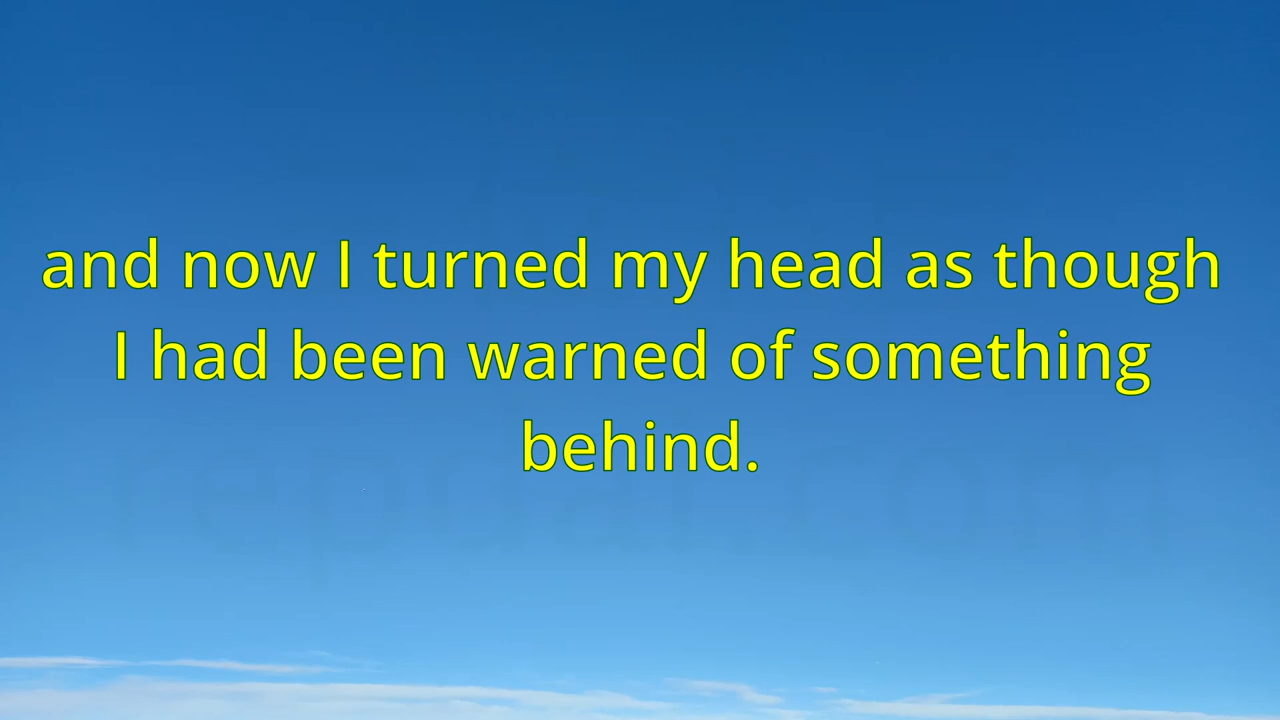 and now I turned my head as though
I had been warned of something
behind.